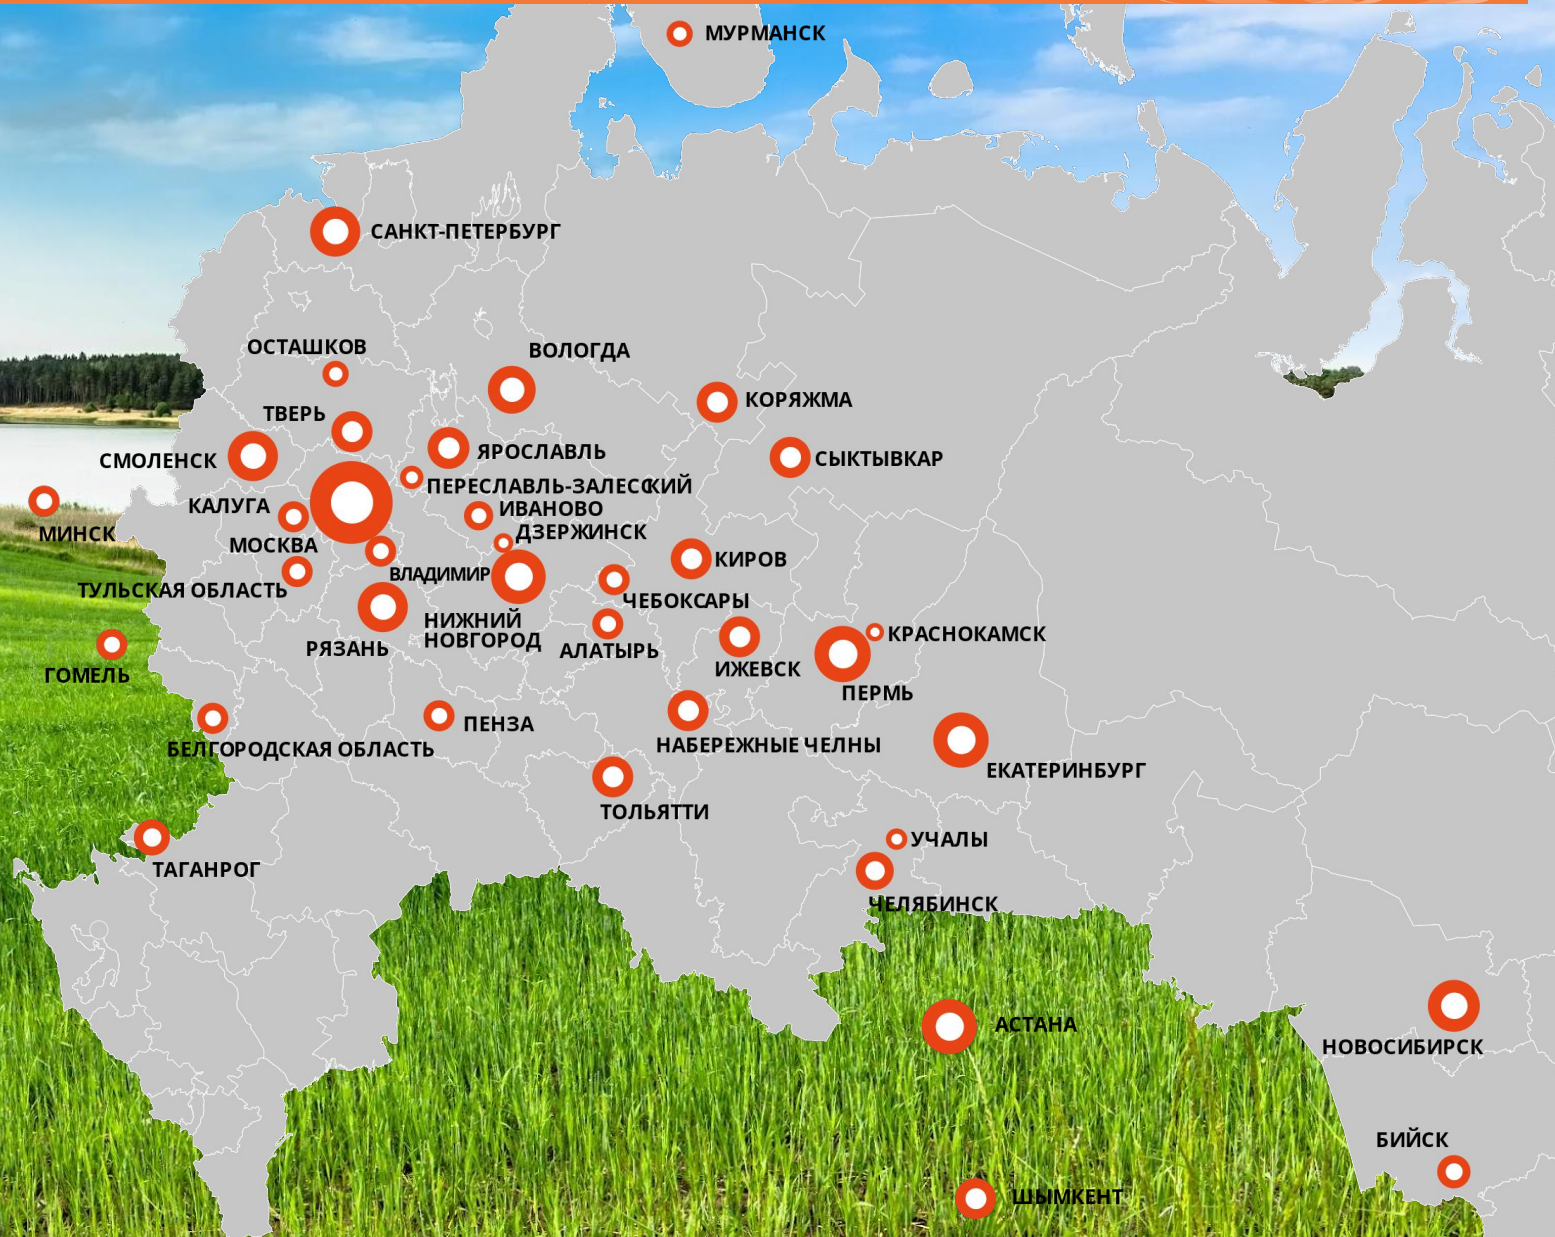 МУРМАНСК
САНКТ-ПЕТЕРБУРГ
ОСТАШКОВ
ВОЛОГДА
КОРЯЖМА
ТВЕРЬ
ЯРОСЛАВЛЬ
СМОЛЕНСК
СЫКТЫВКАР
ПЕРЕСЛАВЛЬ-ЗАЛЕССКИЙ
КАЛУГА
ИВАНОВО
МИНСК
ДЗЕРЖИНСК
МОСКВА
КИРОВ
ВЛАДИМИР
ТУЛЬСКАЯ ОБЛАСТЬ
ЧЕБОКСАРЫ
НИЖНИЙ
НОВГОРОД
КРАСНОКАМСК
РЯЗАНЬ
АЛАТЫРЬ
ИЖЕВСК
ГОМЕЛЬ
ПЕРМЬ
ПЕНЗА
БЕЛГОРОДСКАЯ ОБЛАСТЬ
НАБЕРЕЖНЫЕ ЧЕЛНЫ
ЕКАТЕРИНБУРГ
ТОЛЬЯТТИ
УЧАЛЫ
ТАГАНРОГ
ЧЕЛЯБИНСК
АСТАНА
НОВОСИБИРСК
БИЙСК
ШЫМКЕНТ